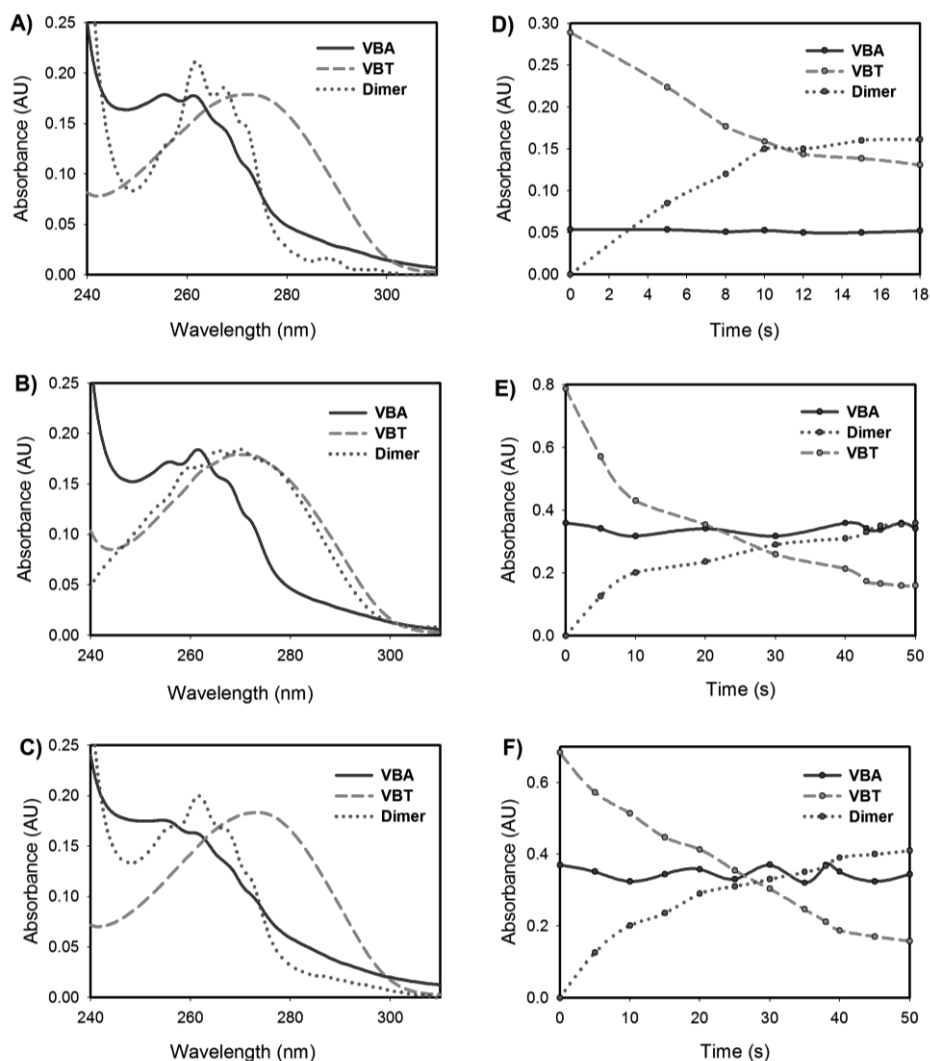 A)
0.25
0.20
0.15
0.10
0.05
0.00
Absorbance (AU)
VBA
VBT
Dimer
240 260 280 300
Wavelength (nm)
D)
0.30
0.25
0.20
0.15
0.10
0.05
0.00
Absorbance (AU)
VBA
VBT
Dimer
0 2 4 6 8 10 12 14 16 18
Time (s)
B)
0.25
0.20
0.15
0.10
0.05
0.00
Absorbance (AU)
VBA
VBT
Dimer
240 260 280 300
Wavelength (nm)
E)
0.8
0.6
0.4
0.2
0.0
Absorbance (AU)
VBA
Dimer
VBT
0 10 20 30 40 50
Time (s)
C)
0.25
0.20
0.15
0.10
0.05
0.00
Absorbance (AU)
VBA
VBT
Dimer
240 260 280 300
Wavelength (nm)
F)
0.6
0.4
0.2
0.0
Absorbance (AU)
VBA
VBT
Dimer
0 10 20 30 40 50
Time (s)